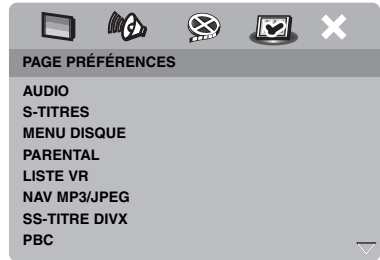 PAGE PRÉFÉRENCES
AUDIO
S-TITRES
MENU DISQUE
PARENTAL
LISTE VR
NAV MP3/JPEG
SS-TITRE DIVX
PBC